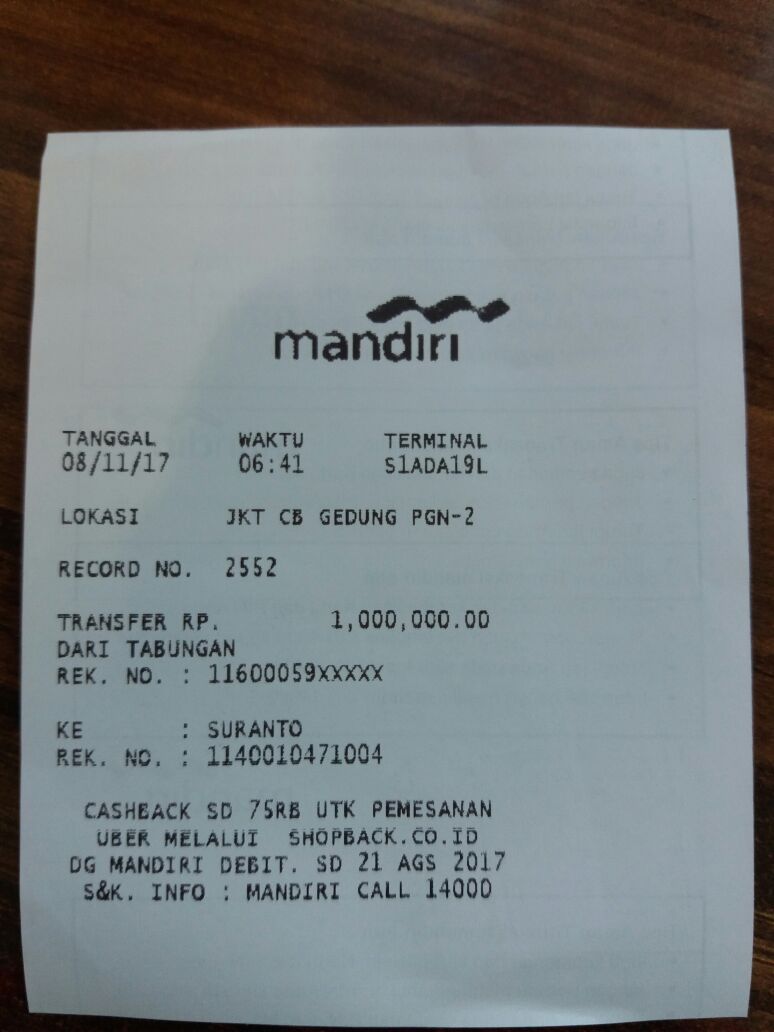 mandırı
TANGGAL WAKTU TERMINAL
08/11/17 06:41 S1ADA19L
LOKASI JKT CB GEDUNG PGN-2
RECORD NO. 2552
TRANSFER RP. 1,000,000.00
DARI TABUNGAN
REK. NO. : 11600059XXXXX
KE : SURANTO
REK. NO. : 1140010471004
CASHBACK SD 75RB UTK PEMESANAN
UBER MELALUI SHOPBACK.CO.ID
DG MANDIRI DEBIT. SD 21 AGS 2017
S&K. INFO : MANDIRI CALL 14000